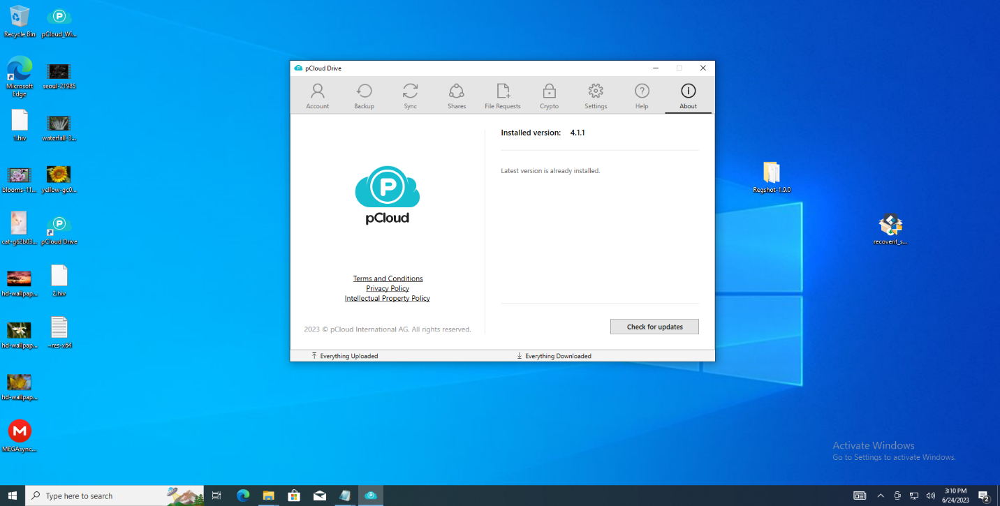 Recycle Bin
pCloud_Wi...
Microsoft
Edge
seoul-21985
1.hiv
waterfall-3...
blooms-11...
yellow-gc0...
cat-g62b03...
pCloud Drive
hd-wallpap...
2.hiv
hd-wallpap...
~res-x64
hd-wallpap...
M
MEGAsync...
P pCloud Drive
Account
Backup
Sync
Shares
File Requests
Crypto
Settings
Help
About
P
pCloud
Terms and Conditions
Privacy Policy
Intellectual Property Policy
2023 © pCloud International AG. All rights reserved.
Installed version: 4.1.1
Latest version is already installed.
Check for updates
Everything Uploaded
Everything Downloaded
Regshot-1.9.0
recoverit_s...
Activate Windows
Go to Settings to activate Windows.
Type here to search
3:10 PM
6/24/2023
2